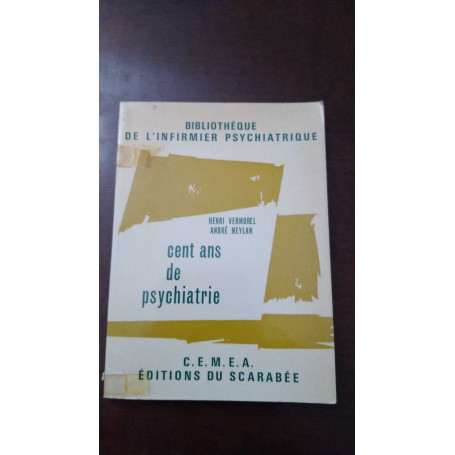 BIBLIOTHÈQUE
DE L'INFIRMIER PSYCHIATRIQUE
HENRI VERMOREL
ANDRÉ MEYLAN
cent ans
de
psychiatrie
C.E.M.E.A.
ÉDITIONS DU SCARABÉE